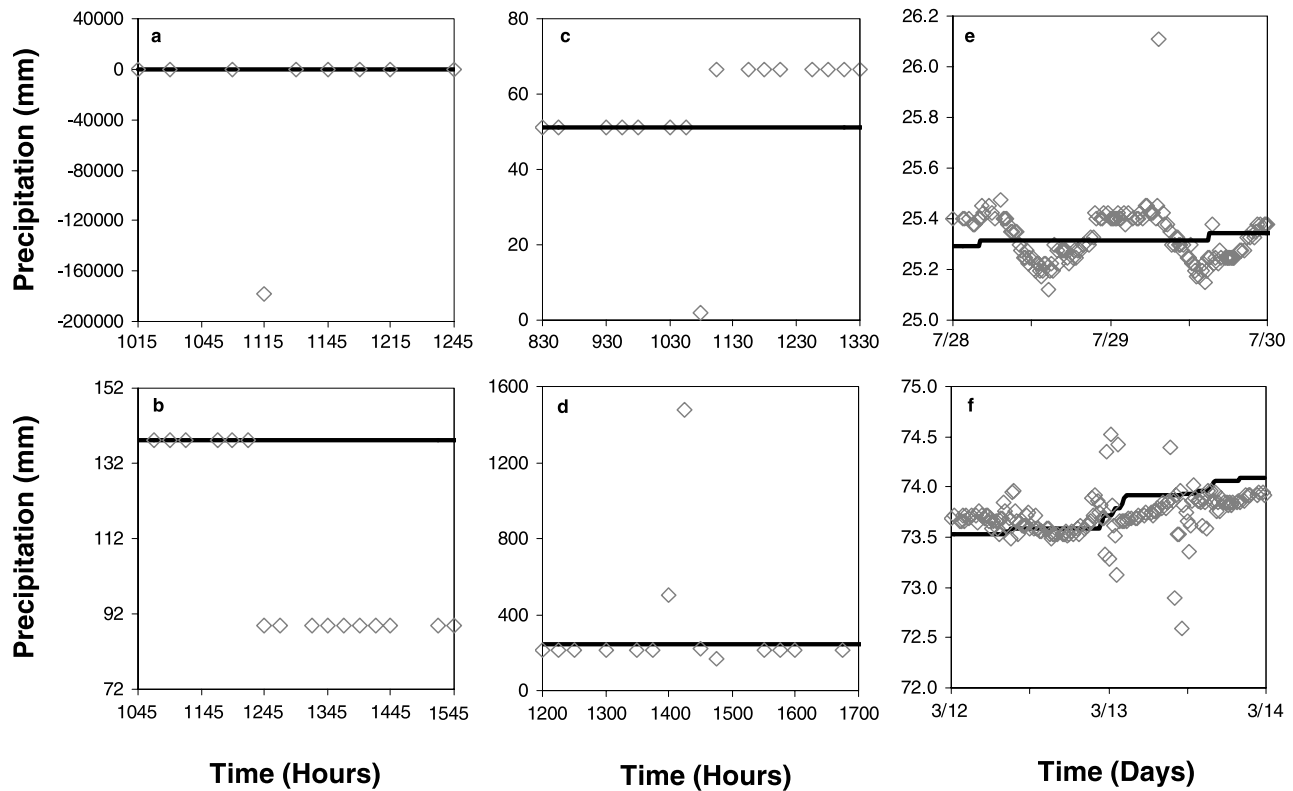 Precipitation (mm)
a
40000
0
-40000
-80000
-120000
-160000
-200000
1015 1045 1115 1145 1215 1245
c
80
60
40
20
0
830 930 1030 1130 1230 1330
e
26.2
26.0
25.8
25.6
25.4
25.2
25.0
7/28 7/29 7/30
Precipitation (mm)
b
152
132
112
92
72
1045 1145 1245 1345 1445 1545
Time (Hours)
d
1600
1200
800
400
0
1200 1300 1400 1500 1600 1700
Time (Hours)
f
75.0
74.5
74.0
73.5
73.0
72.5
72.0
3/12 3/13 3/14
Time (Days)